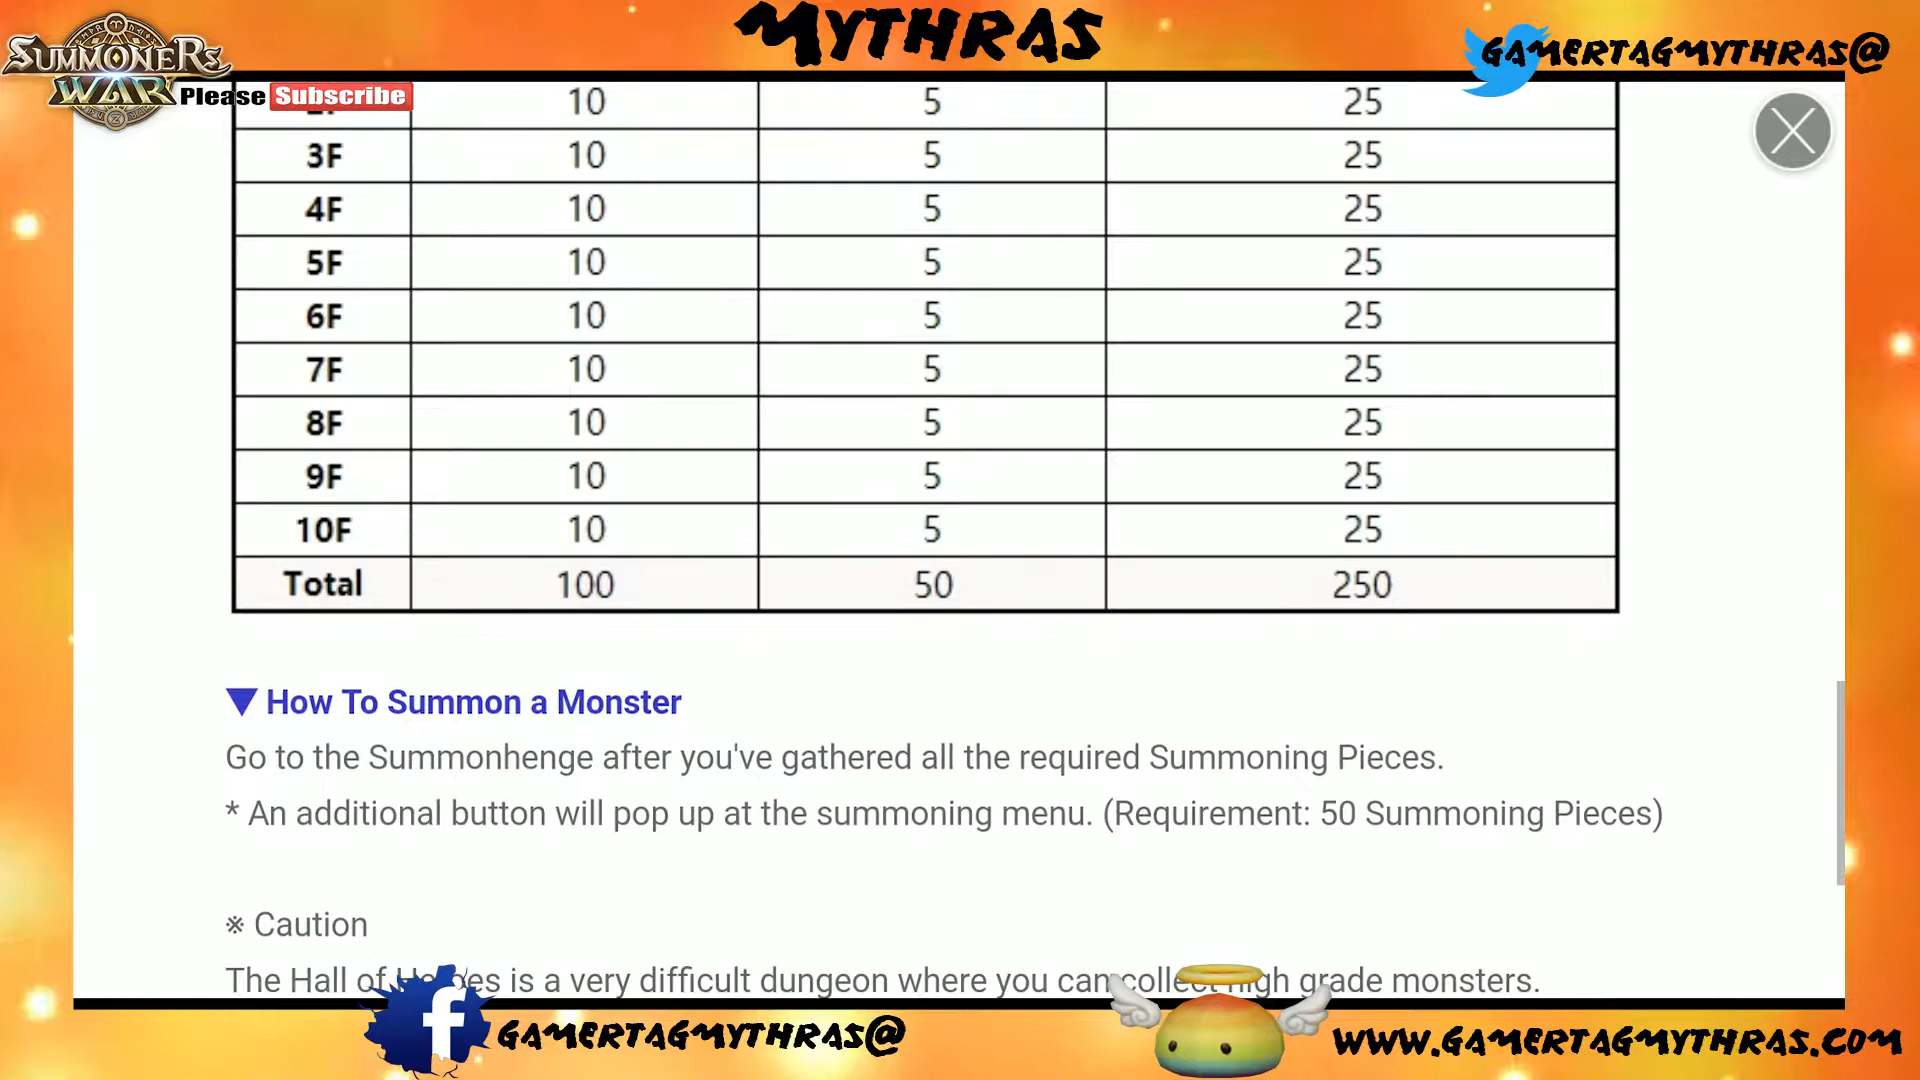 MYTHRAS
GAMERTAGMYTHRAS@
SUMMONERS
WAR
Please Subscribe
10 5 25
3F 10 5 25
4F 10 5 25
5F 10 5 25
6F 10 5 25
7F 10 5 25
8F 10 5 25
9F 10 5 25
10F 10 5 25
Total 100 50 250
▼ How To Summon a Monster
Go to the Summonhenge after you've gathered all the required Summoning Pieces.
* An additional button will pop up at the summoning menu. (Requirement: 50 Summoning Pieces)
※ Caution
The Hall of Heroes is a very difficult dungeon where you can collect high grade monsters.
f GAMERTAGMYTHRAS@
WWW.GAMERTAGMYTHRAS.COM